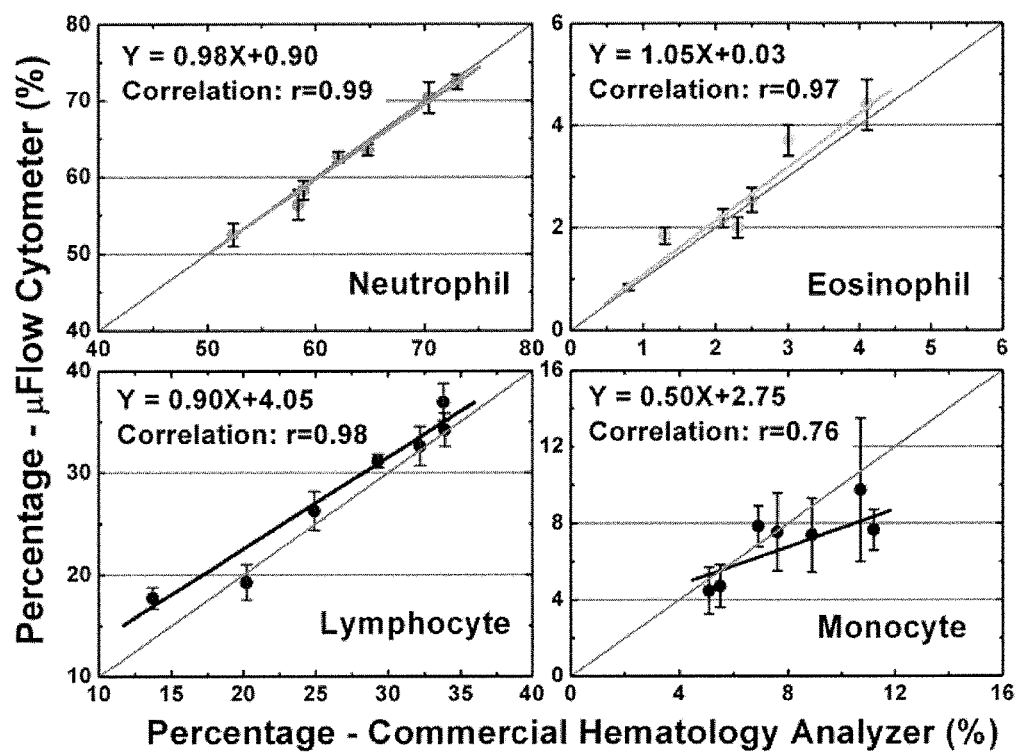 Percentage - μFlow Cytometer (%)
80
70
60
50
40
Y = 0.98X+0.90
Correlation: r=0.99
Neutrophil
40 50 60 70 80
6
4
2
0
Y = 1.05X+0.03
Correlation: r=0.97
Eosinophil
0 1 2 3 4 5 6
40
30
20
10
Y = 0.90X+4.05
Correlation: r=0.98
Lymphocyte
10 15 20 25 30 35 40
16
12
8
4
0
Y = 0.50X+2.75
Correlation: r=0.76
Monocyte
0 4 8 12 16
Percentage - Commercial Hematology Analyzer (%)